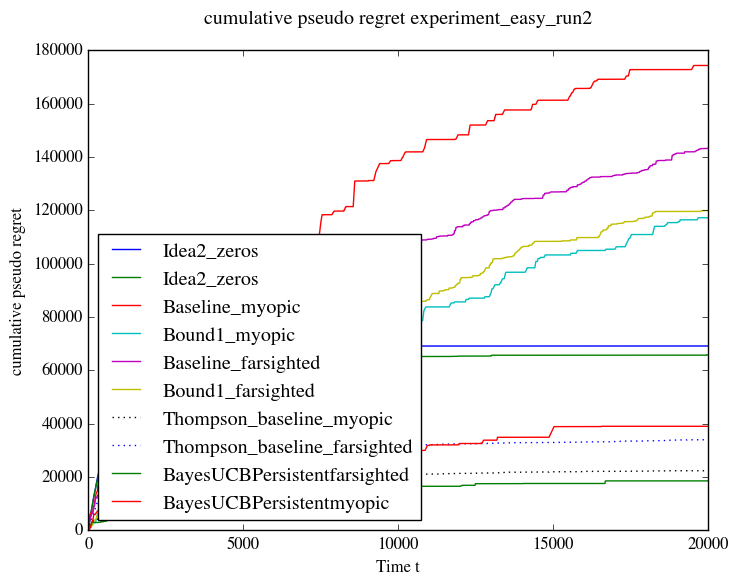 cumulative pseudo regret experiment_easy_run2
180000
160000
140000
120000
100000
80000
60000
40000
20000
0
cumulative pseudo regret
Idea2_zeros
Idea2_zeros
Baseline_myopic
Bound1_myopic
Baseline_farsighted
Bound1_farsighted
Thompson_baseline_myopic
Thompson_baseline_farsighted
BayesUCBPersistentfarsighted
BayesUCBPersistentmyopic
0 5000 10000 15000 20000
Time t